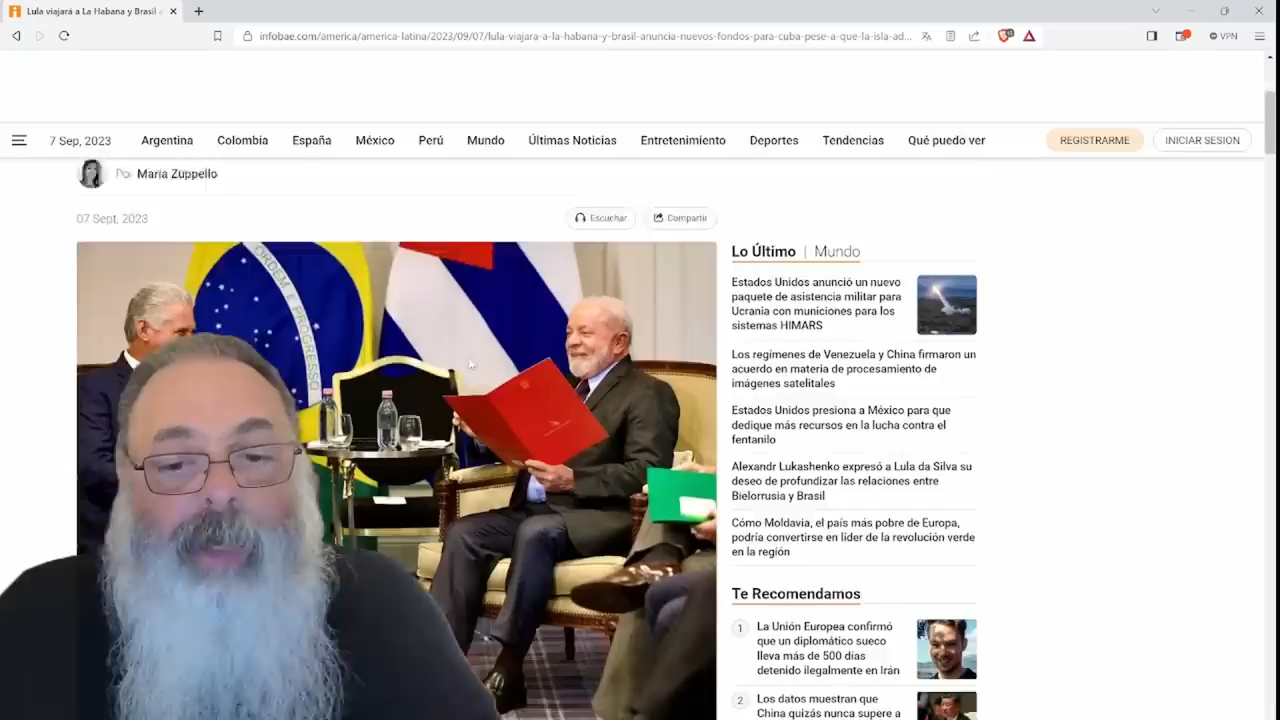 Lula viajará a La Habana y Brasil
infobae.com/america/america-latina/2023/09/07/lula-viajara-a-la-habana-y-brasil-anuncia-nuevos-fondos-para-cuba-pese-a-que-la-isla-ad...
VPN
7 Sep, 2023
Argentina
Colombia
España
México
Perú
Mundo
Últimas Noticias
Entretenimiento
Deportes
Tendencias
Qué puedo ver
REGISTRARME
INICIAR SESION
Por Maria Zuppello
07 Sept, 2023
Escuchar
Compartir
ORDEM E PROGRESSO
Lo Último | Mundo
Estados Unidos anunció un nuevo
paquete de asistencia militar para
Ucrania con municiones para los
sistemas HIMARS
Los regímenes de Venezuela y China firmaron un
acuerdo en materia de procesamiento de
imágenes satelitales
Estados Unidos presiona a México para que
dedique más recursos en la lucha contra el
fentanilo
Alexandr Lukashenko expresó a Lula da Silva su
deseo de profundizar las relaciones entre
Bielorrusia y Brasil
Cómo Moldavia, el país más pobre de Europa,
podría convertirse en líder de la revolución verde
en la región
Te Recomendamos
1
La Unión Europea confirmó
que un diplomático sueco
lleva más de 500 días
detenido ilegalmente en Irán
2
Los datos muestran que
China quizás nunca supere a